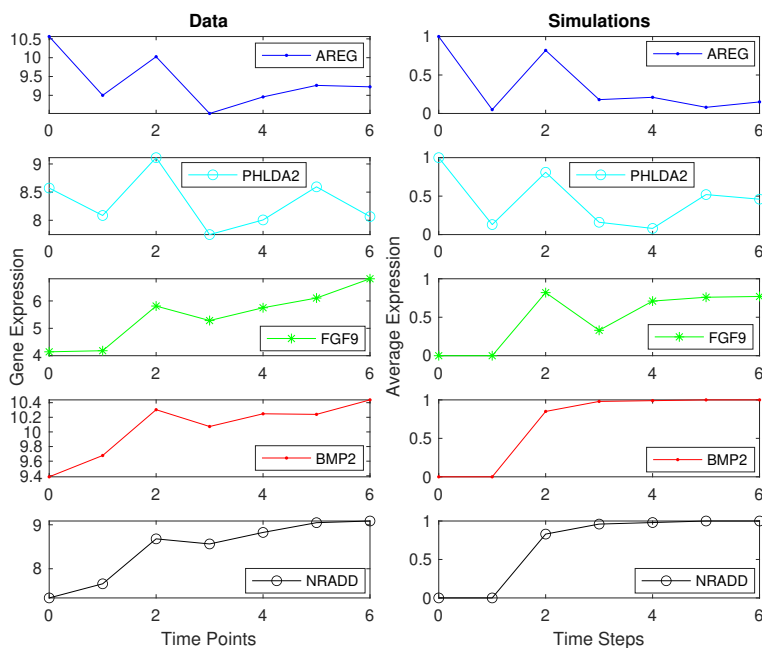 Data
10.5
10
9.5
9
AREG
0 2 4 6
9
8.5
8
PHLDA2
0 2 4 6
6
5
4
FGF9
0 2 4 6
10.4
10.2
10
9.8
9.6
9.4
BMP2
0 2 4 6
9
8
NRADD
0 2 4 6
Gene Expression
Time Points
Simulations
1
0.5
0
AREG
0 2 4 6
1
0.5
0
PHLDA2
0 2 4 6
1
0.5
0
FGF9
0 2 4 6
1
0.5
0
BMP2
0 2 4 6
1
0.5
0
NRADD
0 2 4 6
Average Expression
Time Steps